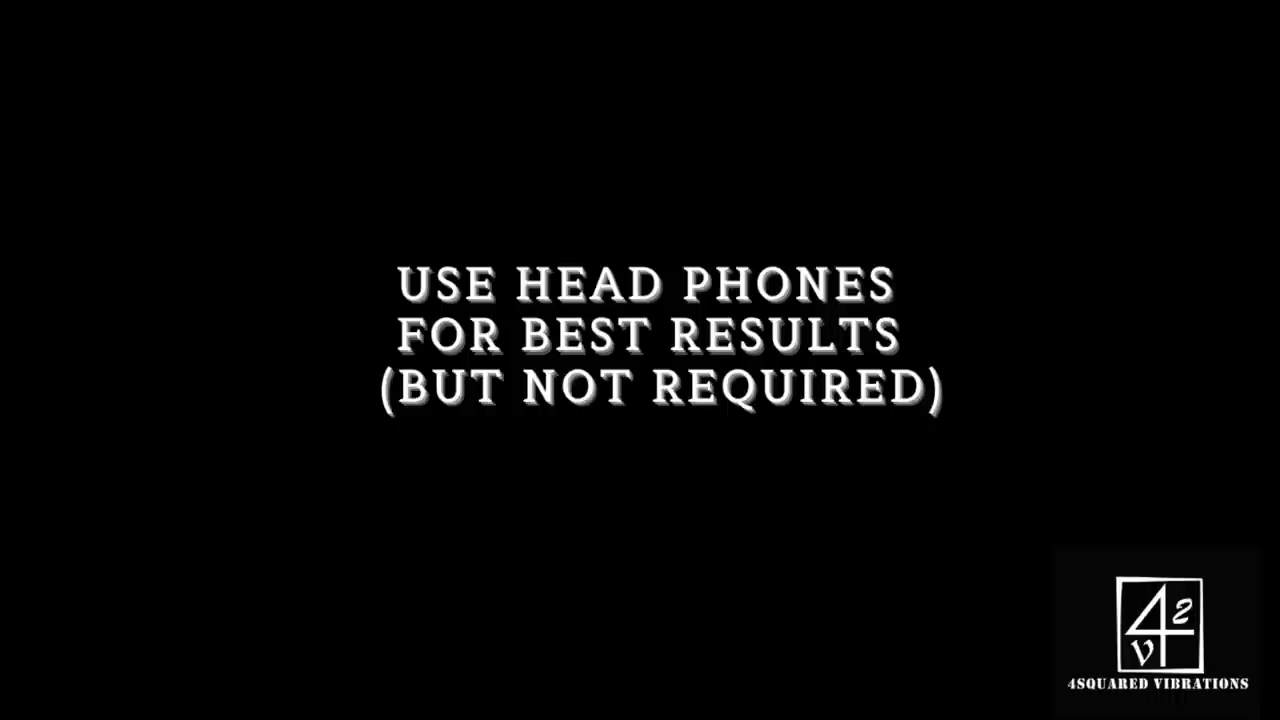 USE HEAD PHONES
FOR BEST RESULTS
(BUT NOT REQUIRED)
4 2
V
4SQUARED VIBRATIONS